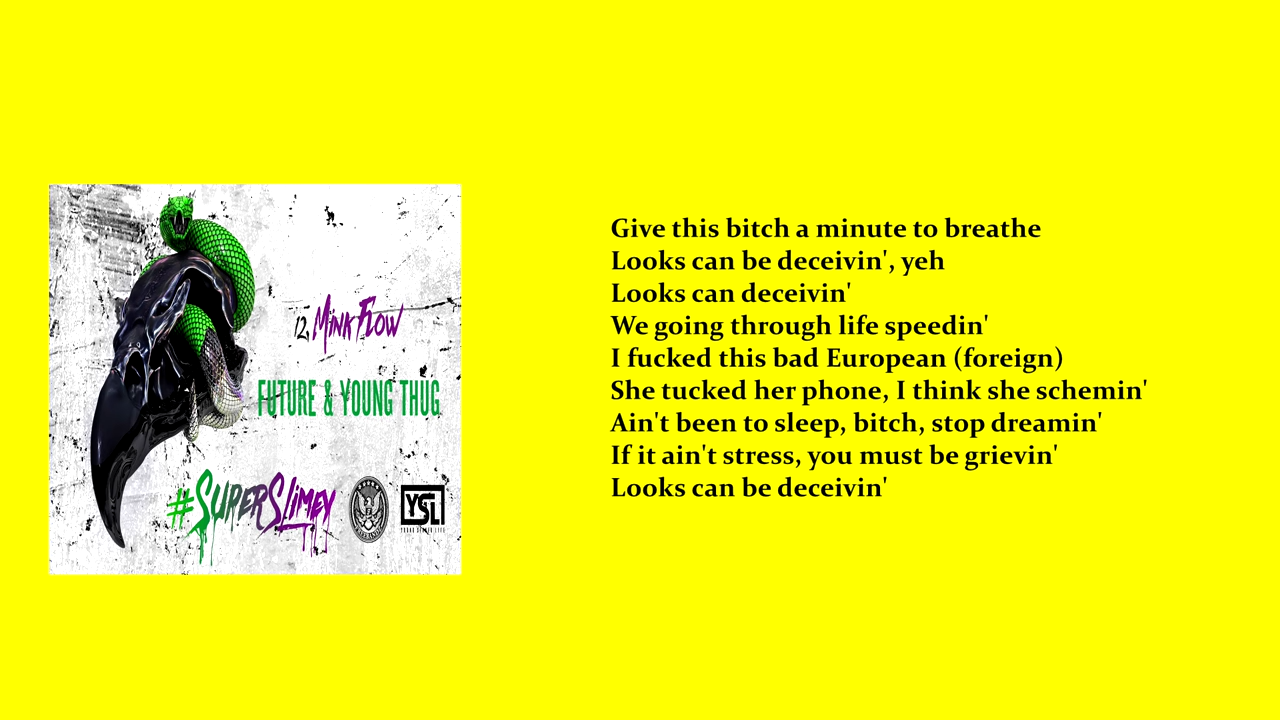 12. Mink Flow
FUTURE & YOUNG THUG
#SUPERSLIMEY
YSL
Give this bitch a minute to breathe
Looks can be deceivin', yeh
Looks can deceivin'
We going through life speedin'
I fucked this bad European (foreign)
She tucked her phone, I think she schemin'
Ain't been to sleep, bitch, stop dreamin'
If it ain't stress, you must be grievin'
Looks can be deceivin'